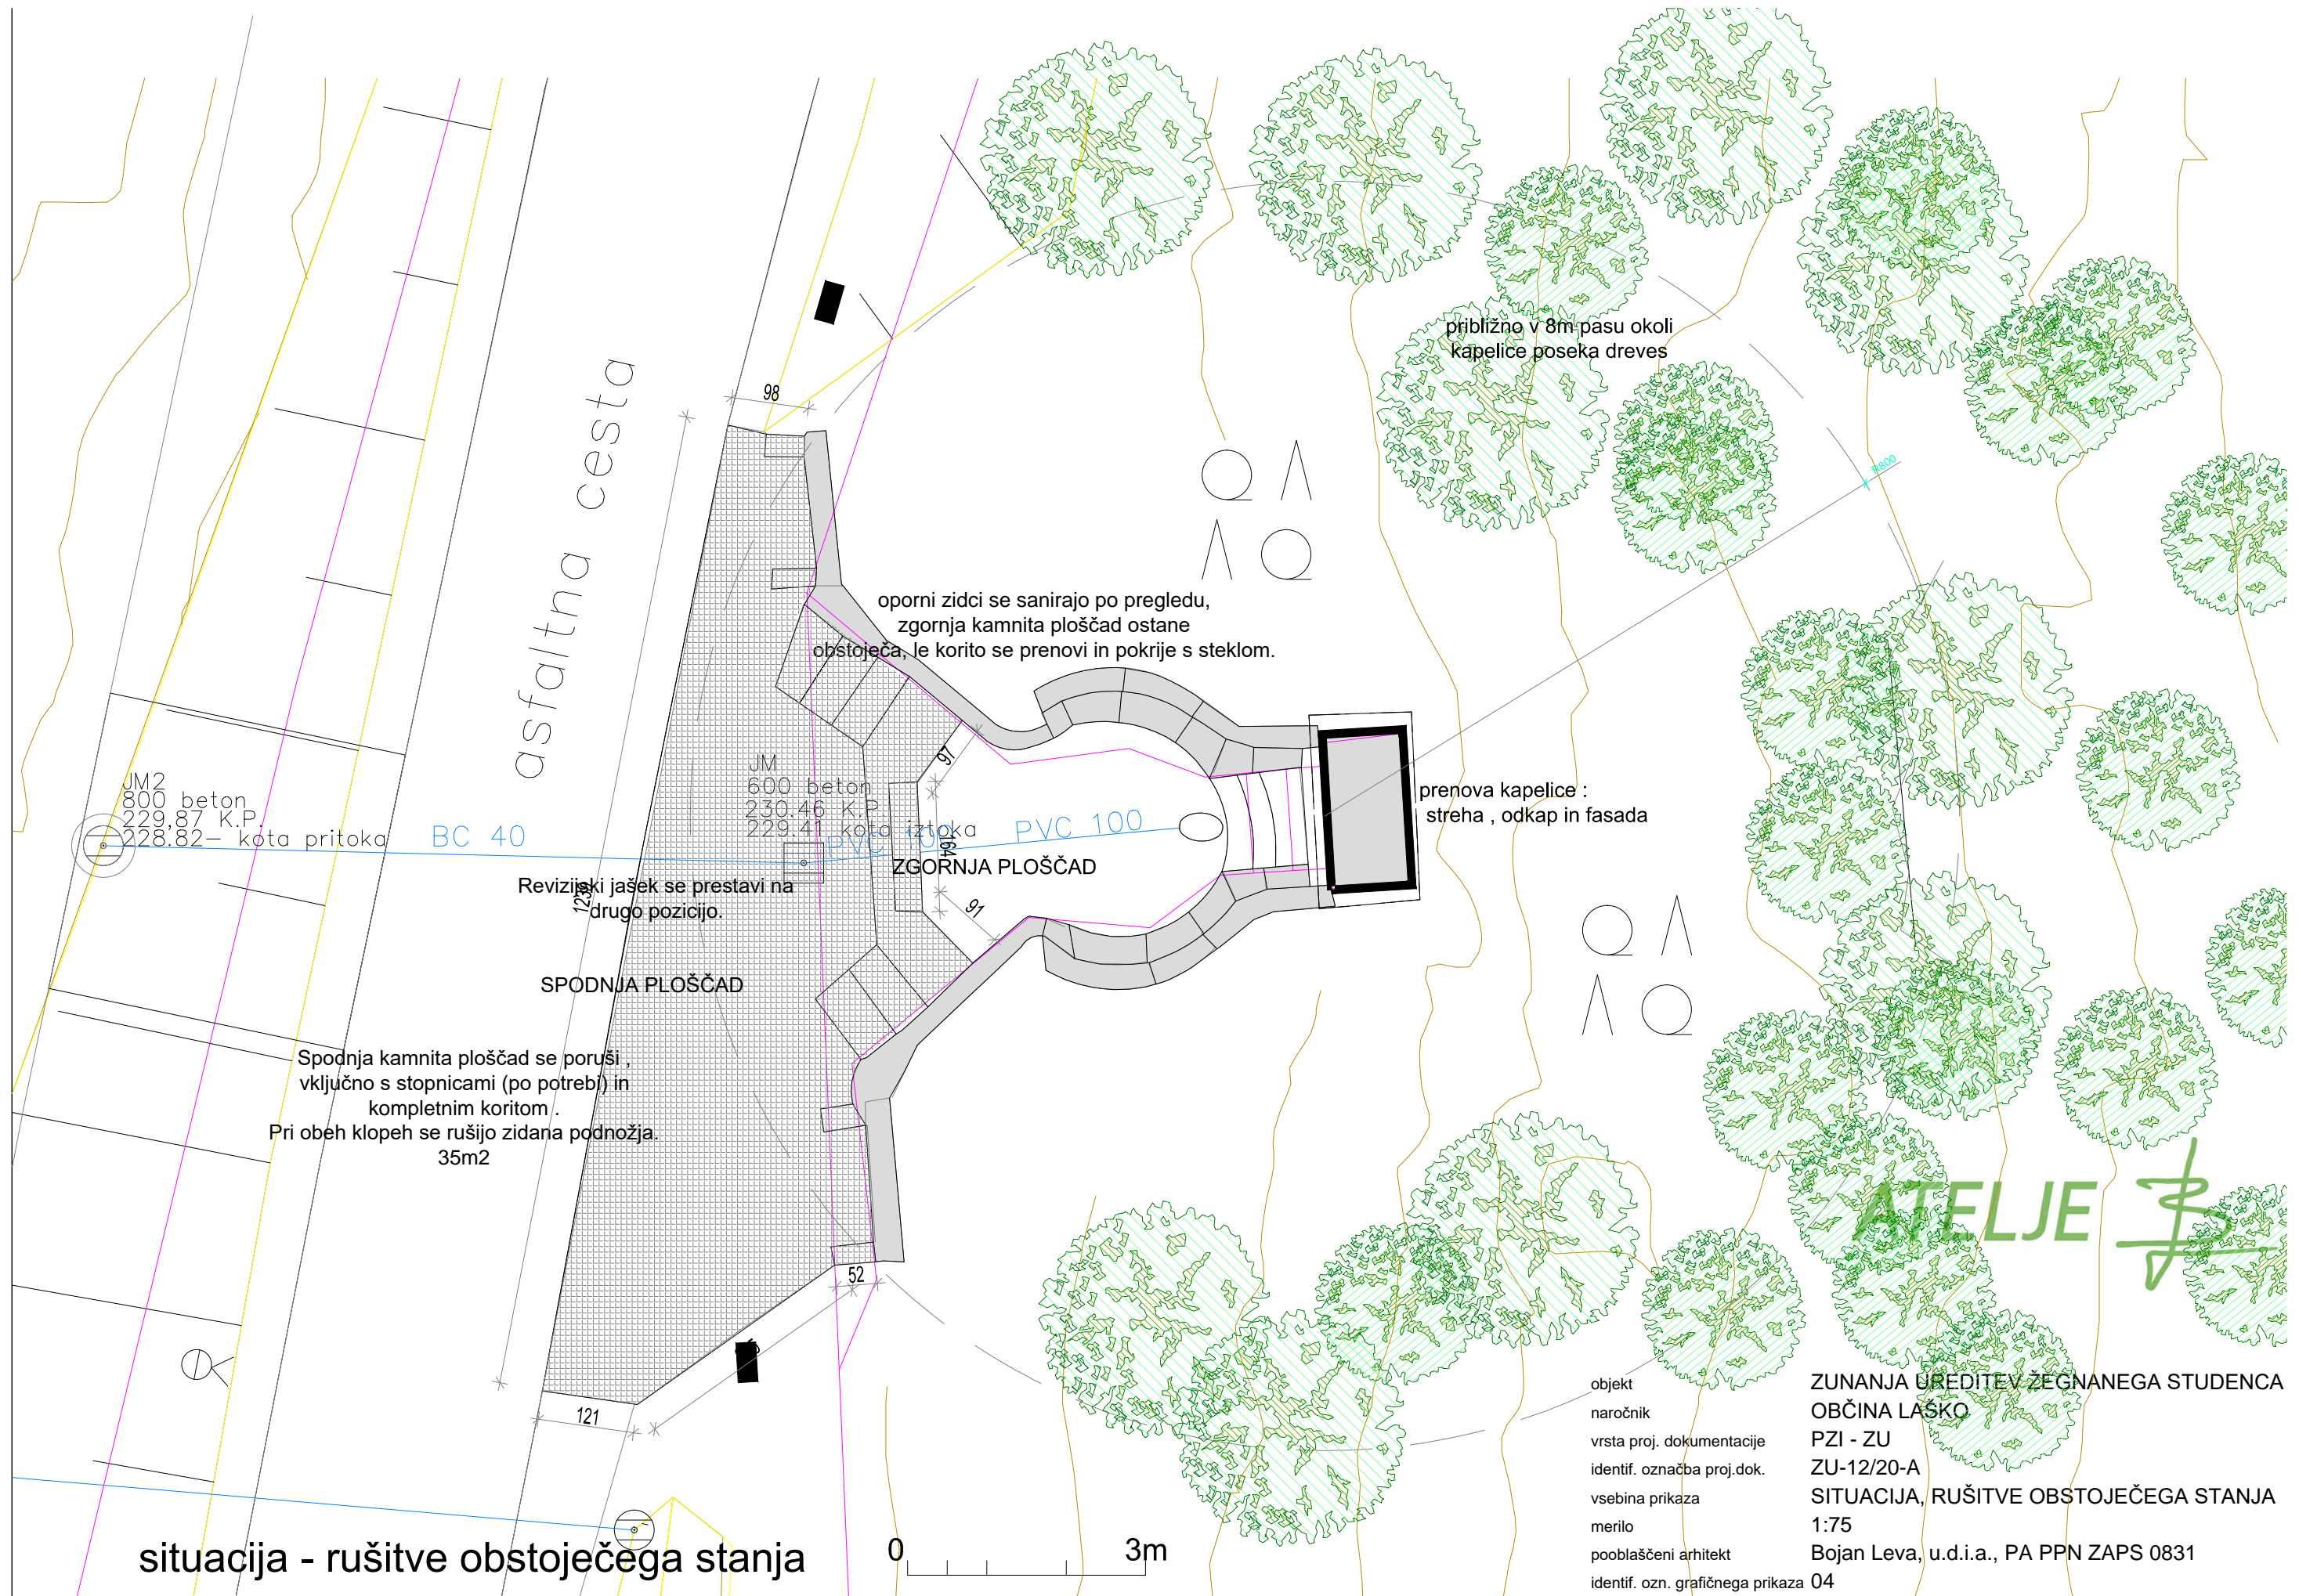 približno v 8m pasu okoli
kapelice poseka dreves
98
asfaltna cesta
R800
oporni zidci se sanirajo po pregledu,
zgornja kamnita ploščad ostane
obstoječa, le korito se prenovi in pokrije s steklom.
97
JM2
800 beton
229,87 K.P.
228.82- kota pritoka
BC 40
JM
600 beton
230.46 K.P.
229.41 kota iztoka
PVC 100
164
ZGORNJA PLOŠČAD
prenova kapelice :
streha , odkap in fasada
Revizijski jašek se prestavi na
drugo pozicijo.
91
SPODNJA PLOŠČAD
Spodnja kamnita ploščad se poruši ,
vključno s stopnicami (po potrebi) in
kompletnim koritom .
Pri obeh klopeh se rušijo zidana podnožja.
35m2
52
121
ATELJE
objekt ZUNANJA UREDITEV ŽEGNANEGA STUDENCA
naročnik OBČINA LAŠKO
vrsta proj. dokumentacije PZI - ZU
identif. označba proj.dok. ZU-12/20-A
vsebina prikaza SITUACIJA, RUŠITVE OBSTOJEČEGA STANJA
merilo 1:75
pooblaščeni arhitekt Bojan Leva, u.d.i.a., PA PPN ZAPS 0831
identif. ozn. grafičnega prikaza 04
situacija - rušitve obstoječega stanja
0 3m